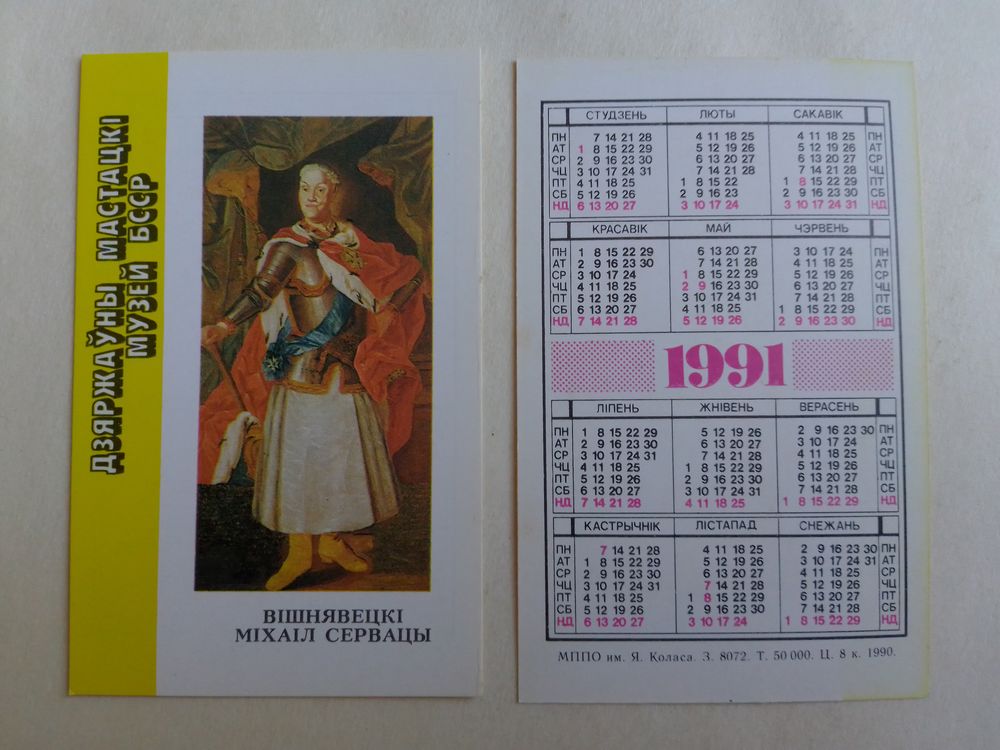 ДЗЯРЖАЎНЫ МАСТАЦКІ
МУЗЕЙ БССР
ВІШНЯВЕЦКІ
МІХАІЛ СЕРВАЦЫ
СТУДЗЕНЬ ЛЮТЫ САКАВІК
ПН 7 14 21 28 4 11 18 25 4 11 18 25 ПН
АТ 1 8 15 22 29 5 12 19 26 5 12 19 26 АТ
СР 2 9 16 23 30 6 13 20 27 6 13 20 27 СР
ЧЦ 3 10 17 24 31 7 14 21 28 7 14 21 28 ЧЦ
ПТ 4 11 18 25 1 8 15 22 1 8 15 22 29 ПТ
СБ 5 12 19 26 2 9 16 23 2 9 16 23 30 СБ
НД 6 13 20 27 3 10 17 24 3 10 17 24 31 НД
КРАСАВІК МАЙ ЧЭРВЕНЬ
ПН 1 8 15 22 29 6 13 20 27 3 10 17 24 ПН
АТ 2 9 16 23 30 7 14 21 28 4 11 18 25 АТ
СР 3 10 17 24 1 8 15 22 29 5 12 19 26 СР
ЧЦ 4 11 18 25 2 9 16 23 30 6 13 20 27 ЧЦ
ПТ 5 12 19 26 3 10 17 24 31 7 14 21 28 ПТ
СБ 6 13 20 27 4 11 18 25 1 8 15 22 29 СБ
НД 7 14 21 28 5 12 19 26 2 9 16 23 30 НД
1991
ЛІПЕНЬ ЖНІВЕНЬ ВЕРАСЕНЬ
ПН 1 8 15 22 29 5 12 19 26 2 9 16 23 30 ПН
АТ 2 9 16 23 30 6 13 20 27 3 10 17 24 АТ
СР 3 10 17 24 31 7 14 21 28 4 11 18 25 СР
ЧЦ 4 11 18 25 1 8 15 22 29 5 12 19 26 ЧЦ
ПТ 5 12 19 26 2 9 16 23 30 6 13 20 27 ПТ
СБ 6 13 20 27 3 10 17 24 31 7 14 21 28 СБ
НД 7 14 21 28 4 11 18 25 1 8 15 22 29 НД
КАСТРЫЧНІК ЛІСТАПАД СНЕЖАНЬ
ПН 7 14 21 28 4 11 18 25 2 9 16 23 30 ПН
АТ 1 8 15 22 29 5 12 19 26 3 10 17 24 31 АТ
СР 2 9 16 23 30 6 13 20 27 4 11 18 25 СР
ЧЦ 3 10 17 24 31 7 14 21 28 5 12 19 26 ЧЦ
ПТ 4 11 18 25 1 8 15 22 29 6 13 20 27 ПТ
СБ 5 12 19 26 2 9 16 23 30 7 14 21 28 СБ
НД 6 13 20 27 3 10 17 24 1 8 15 22 29 НД
МППО им. Я. Коласа. З. 8072. Т. 50 000. Ц. 8 к. 1990.